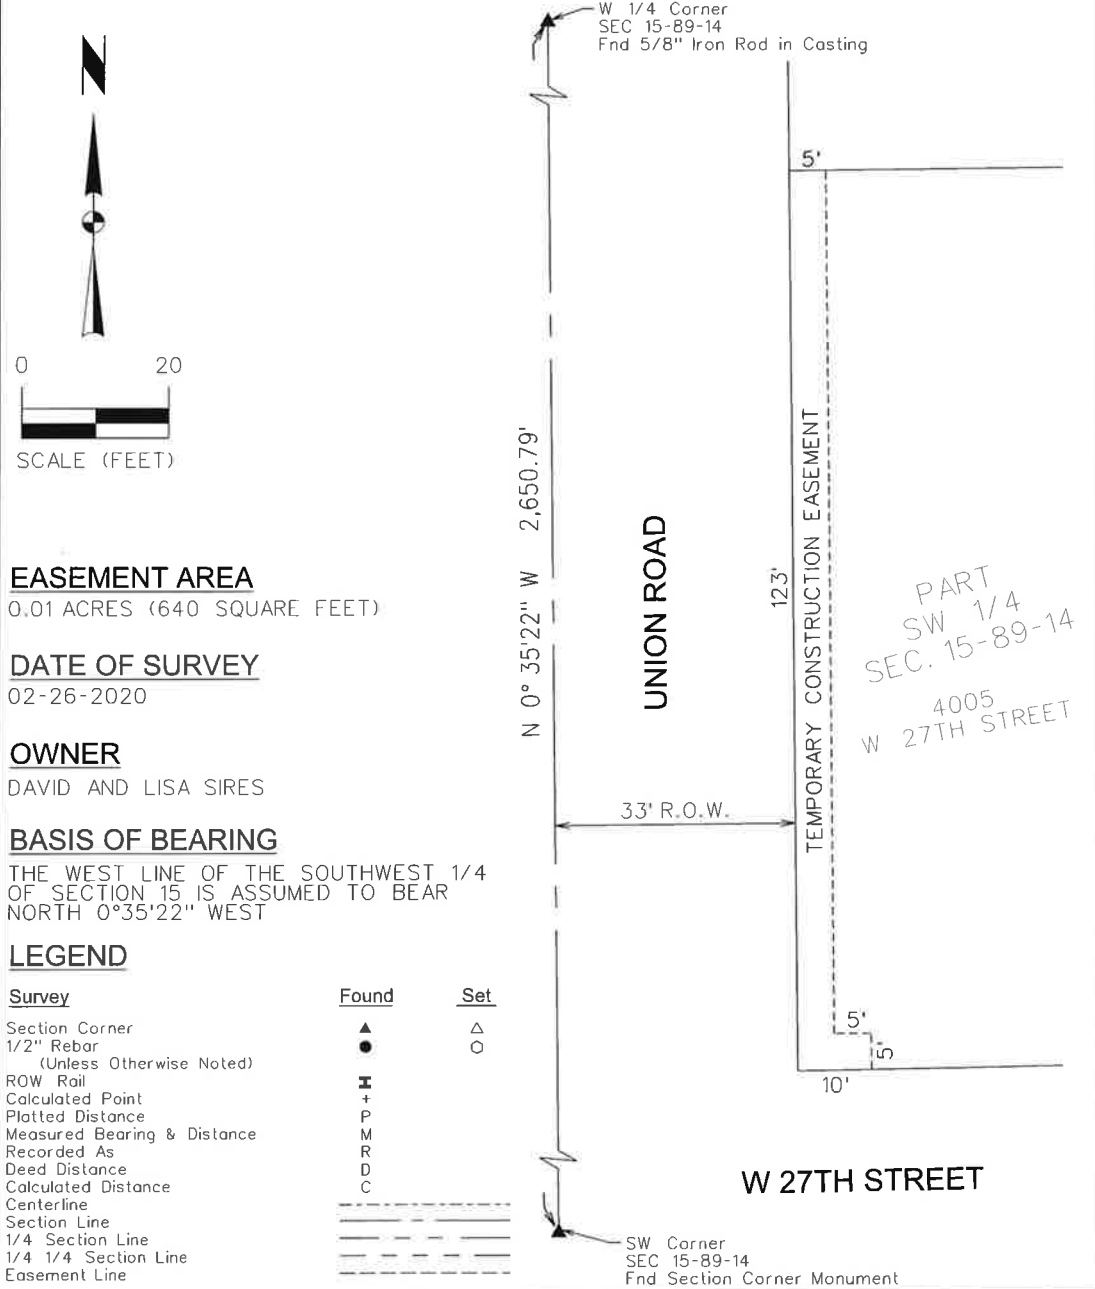 W 1/4 Corner
SEC 15-89-14
Fnd 5/8" Iron Rod in Casting
N
0 20
SCALE (FEET)
5'
N 0° 35'22" W 2,650.79'
UNION ROAD
123'
TEMPORARY CONSTRUCTION EASEMENT
PART
SW 1/4
SEC. 15-89-14
4005
W 27TH STREET
33' R.O.W.
5'
5'
10'
W 27TH STREET
SW Corner
SEC 15-89-14
Fnd Section Corner Monument
EASEMENT AREA
0.01 ACRES (640 SQUARE FEET)
DATE OF SURVEY
02-26-2020
OWNER
DAVID AND LISA SIRES
BASIS OF BEARING
THE WEST LINE OF THE SOUTHWEST 1/4
OF SECTION 15 IS ASSUMED TO BEAR
NORTH 0°35'22" WEST
LEGEND
Survey Found Set
Section Corner
1/2" Rebar
(Unless Otherwise Noted)
ROW Rail
Calculated Point +
Platted Distance P
Measured Bearing & Distance M
Recorded As R
Deed Distance D
Calculated Distance C
Centerline
Section Line
1/4 Section Line
1/4 1/4 Section Line
Easement Line